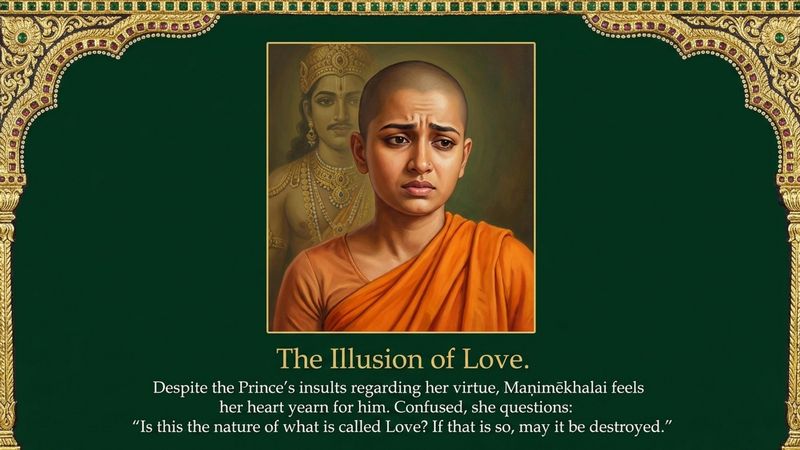 The Illusion of Love.
Despite the Prince’s insults regarding her virtue, Maṇimēkhalai feels
her heart yearn for him. Confused, she questions:
“Is this the nature of what is called Love? If that is so, may it be destroyed.”